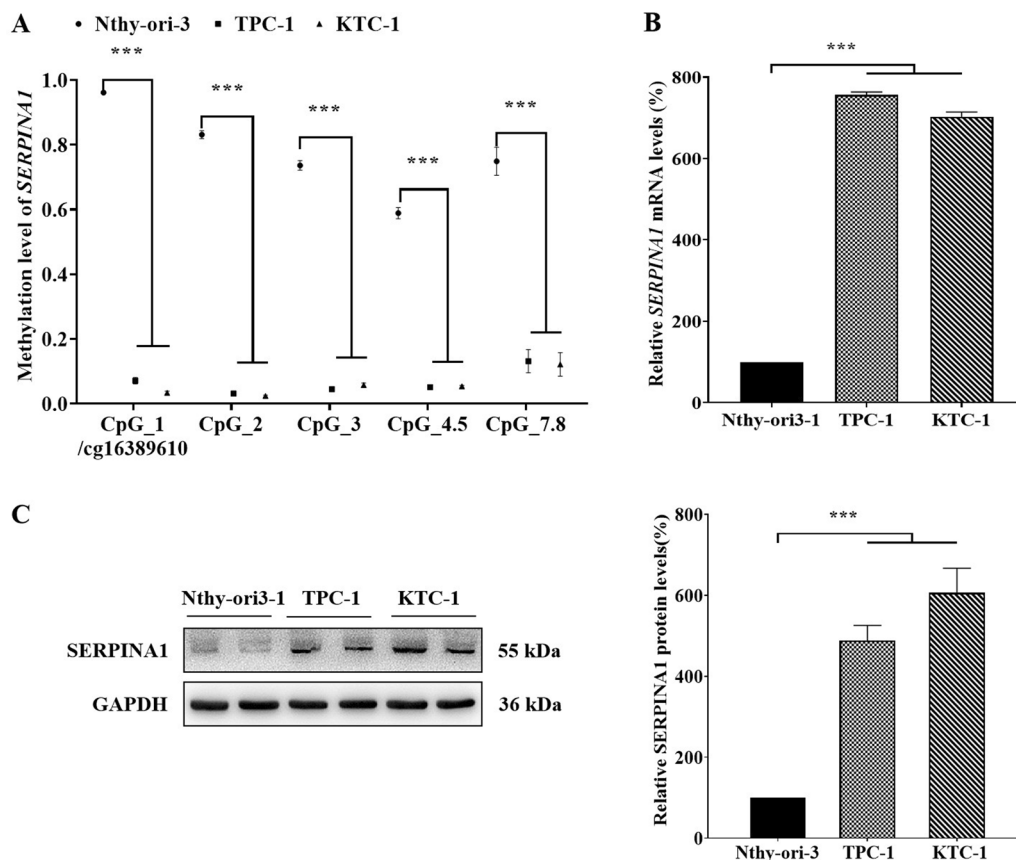 A
Nthy-ori-3 TPC-1 KTC-1
Methylation level of SERPINA1
1.0
0.8
0.6
0.4
0.2
0.0
***
***
***
***
***
CpG_1
/cg16389610
CpG_2
CpG_3
CpG_4.5
CpG_7.8
B
Relative SERPINA1 mRNA levels (%)
800
600
400
200
0
***
Nthy-ori3-1 TPC-1 KTC-1
C
Nthy-ori3-1 TPC-1 KTC-1
SERPINA1 55 kDa
GAPDH 36 kDa
Relative SERPINA1 protein levels(%)
800
600
400
200
0
***
Nthy-ori-3 TPC-1 KTC-1